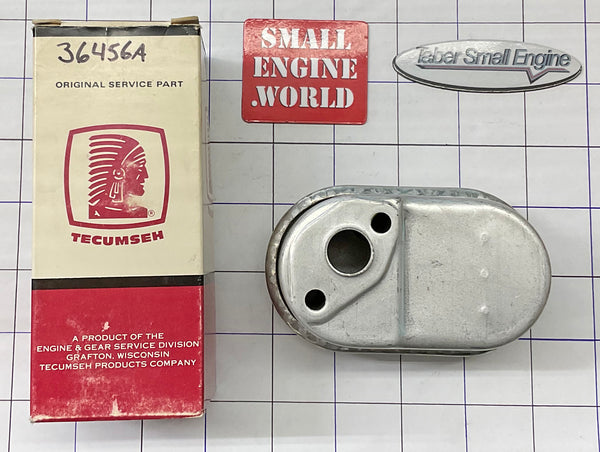 36456A
ORIGINAL SERVICE PART
®
TECUMSEH
A PRODUCT OF THE
ENGINE & GEAR SERVICE DIVISION
GRAFTON, WISCONSIN
TECUMSEH PRODUCTS COMPANY
SMALL
ENGINE
.WORLD
Taber Small Engine